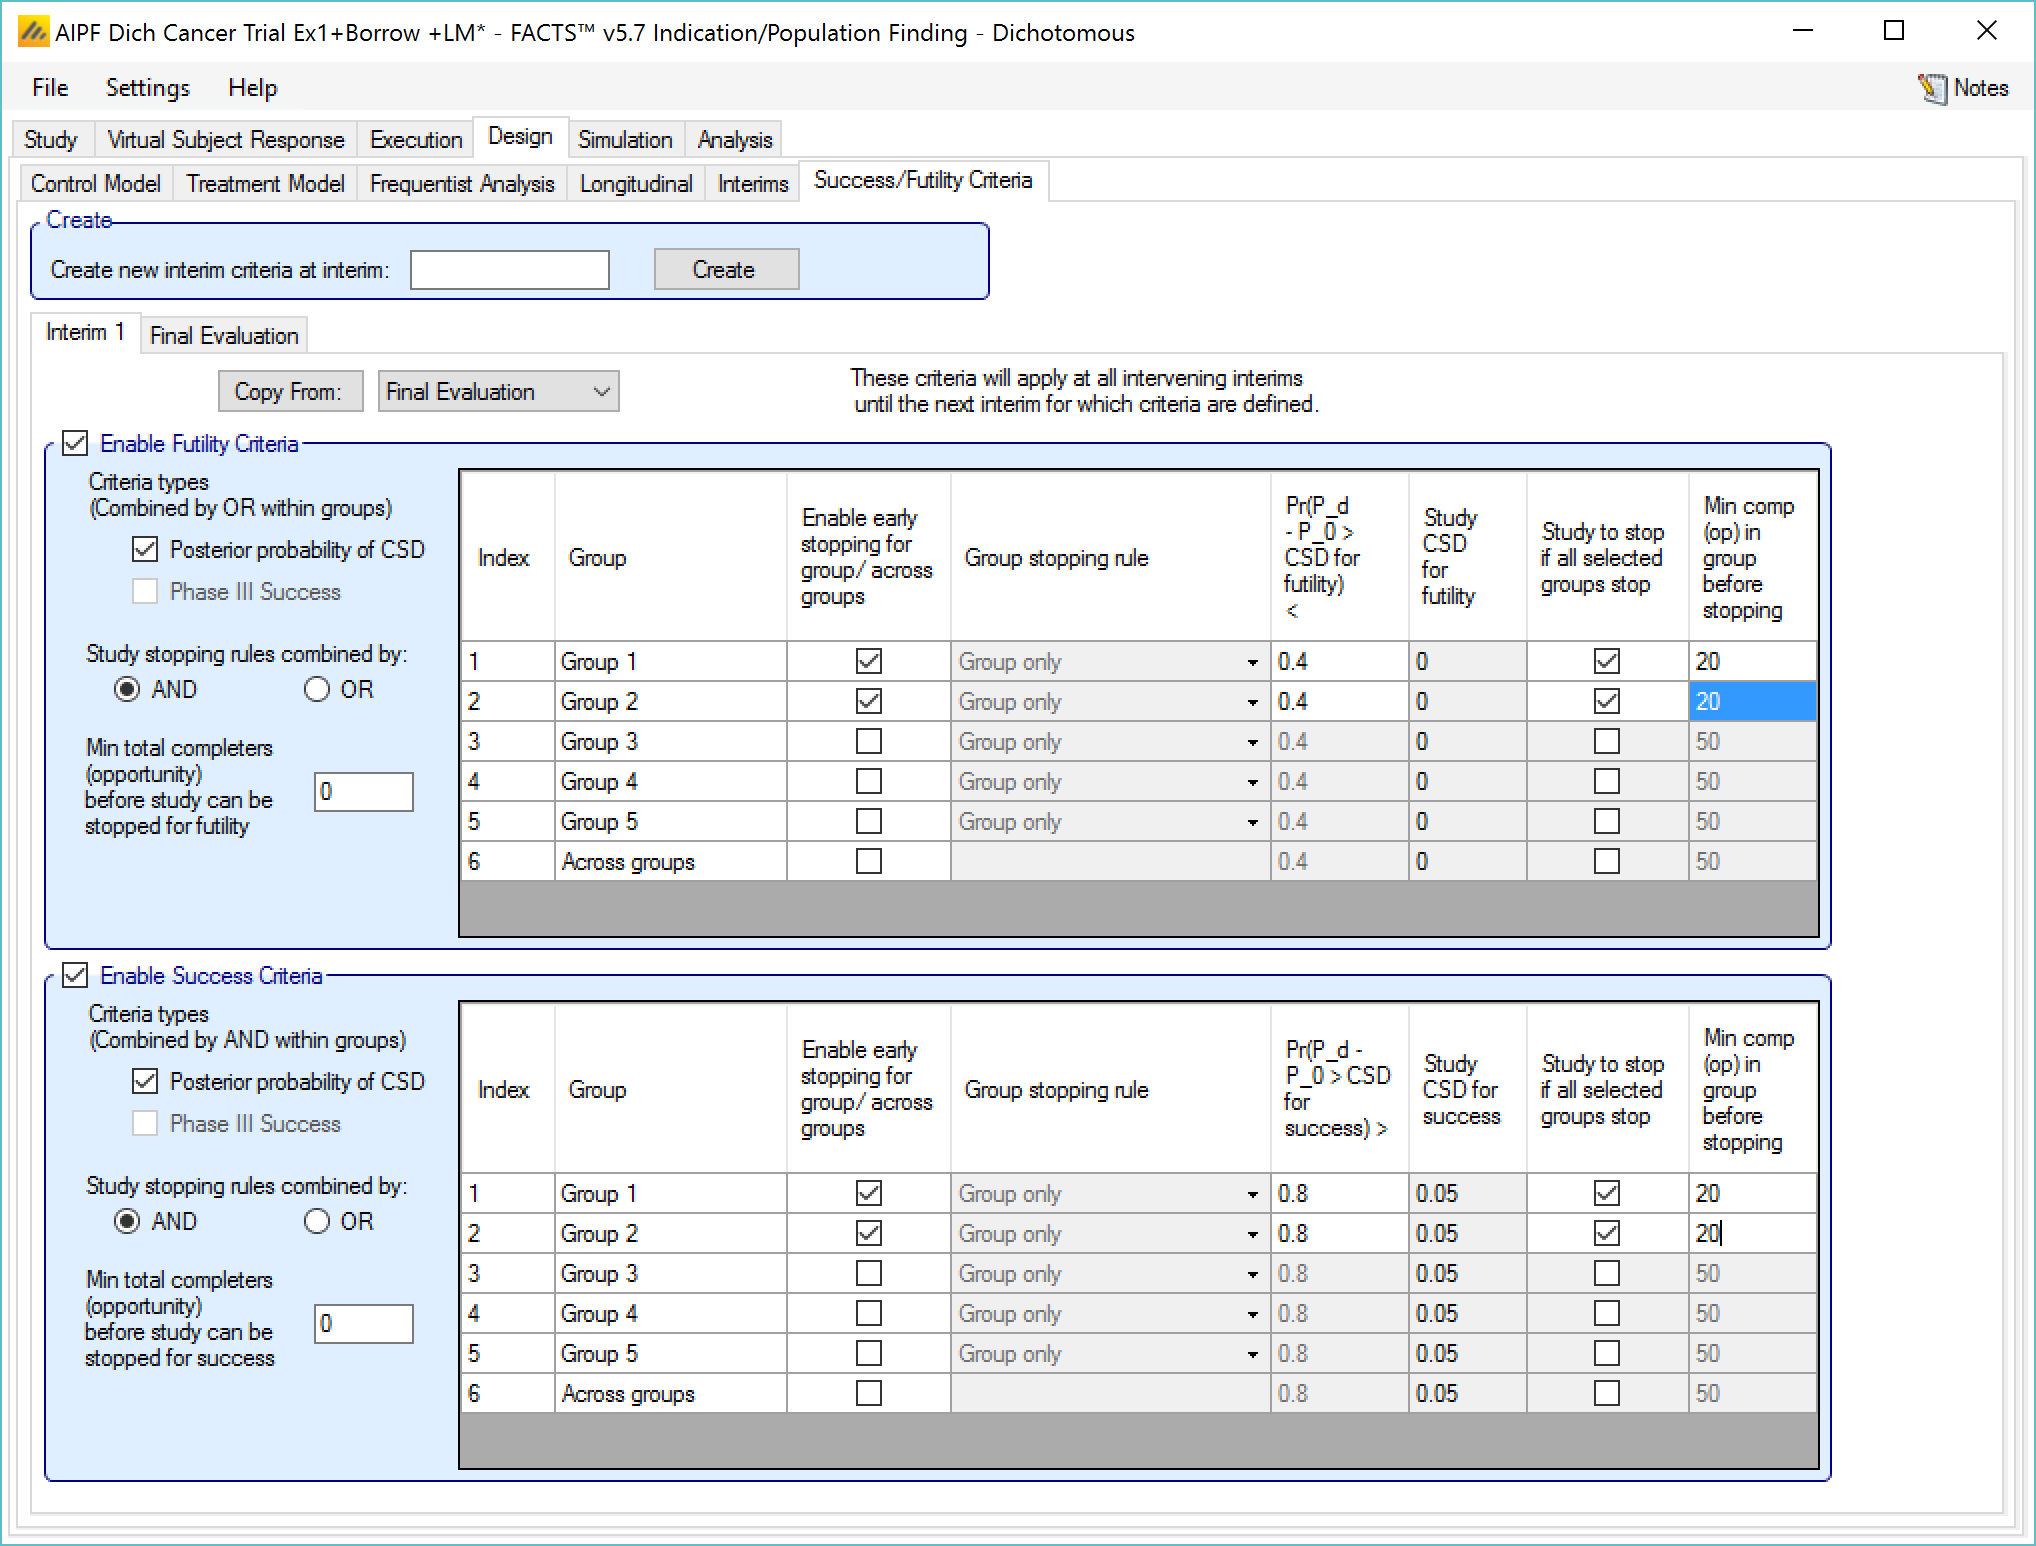 AIPF Dich Cancer Trial Ex1+Borrow +LM* - FACTS™ v5.7 Indication/Population Finding - Dichotomous
File Settings Help Notes
Study Virtual Subject Response Execution Design Simulation Analysis
Control Model Treatment Model Frequentist Analysis Longitudinal Interims Success/Futility Criteria
Create
Create new interim criteria at interim: Create
Interim 1 Final Evaluation
Copy From: Final Evaluation
These criteria will apply at all intervening interims
until the next interim for which criteria are defined.
Enable Futility Criteria
Criteria types
(Combined by OR within groups)
Posterior probability of CSD
Phase III Success
Study stopping rules combined by:
AND OR
Min total completers
(opportunity)
before study can be
stopped for futility
0
Index
Group
Enable early
stopping for
group/ across
groups
Group stopping rule
Pr(P_d
- P_0 >
CSD for
futility)
<
Study
CSD
for
futility
Study to stop
if all selected
groups stop
Min comp
(op) in
group
before
stopping
1 Group 1 Group only 0.4 0 20
2 Group 2 Group only 0.4 0 20
3 Group 3 Group only 0.4 0 50
4 Group 4 Group only 0.4 0 50
5 Group 5 Group only 0.4 0 50
6 Across groups 0.4 0 50
Enable Success Criteria
Criteria types
(Combined by AND within groups)
Posterior probability of CSD
Phase III Success
Study stopping rules combined by:
AND OR
Min total completers
(opportunity)
before study can be
stopped for success
0
Index
Group
Enable early
stopping for
group/ across
groups
Group stopping rule
Pr(P_d -
P_0 > CSD
for
success) >
Study
CSD for
success
Study to stop
if all selected
groups stop
Min comp
(op) in
group
before
stopping
1 Group 1 Group only 0.8 0.05 20
2 Group 2 Group only 0.8 0.05 20
3 Group 3 Group only 0.8 0.05 50
4 Group 4 Group only 0.8 0.05 50
5 Group 5 Group only 0.8 0.05 50
6 Across groups 0.8 0.05 50